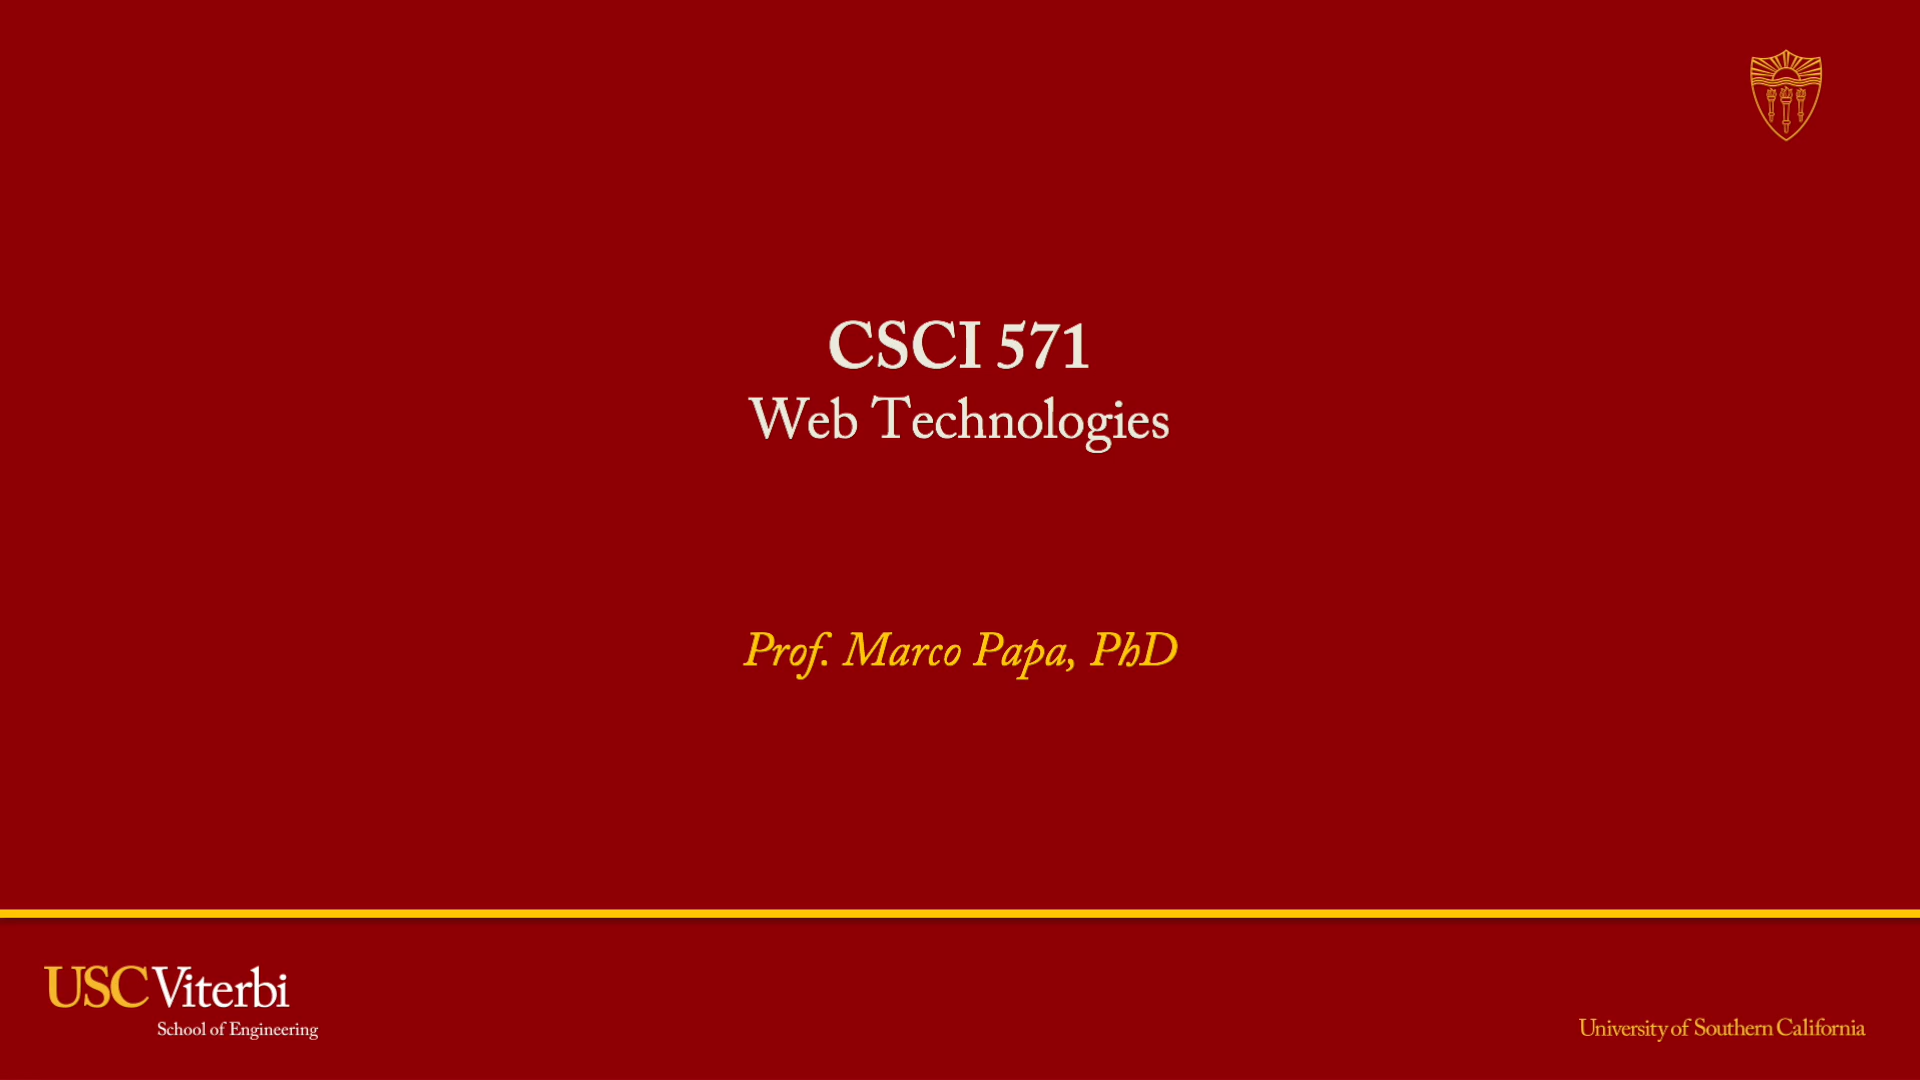 CSCI 571
Web Technologies
Prof. Marco Papa, PhD
USC Viterbi
School of Engineering
University of Southern California